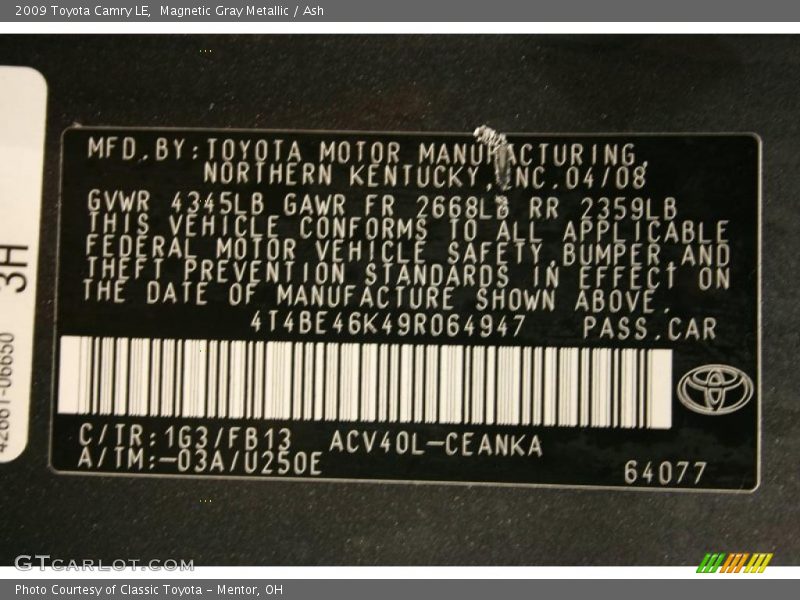 2009 Toyota Camry LE, Magnetic Gray Metallic / Ash
MFD.BY:TOYOTA MOTOR MANUFACTURING,
NORTHERN KENTUCKY,INC.04/08
GVWR 4345LB GAWR FR 2668LB RR 2359LB
THIS VEHICLE CONFORMS TO ALL APPLICABLE
FEDERAL MOTOR VEHICLE SAFETY,BUMPER,AND
THEFT PREVENTION STANDARDS IN EFFECT ON
THE DATE OF MANUFACTURE SHOWN ABOVE.
4T4BE46K49R064947 PASS.CAR
C/TR:1G3/FB13 ACV40L-CEANKA
A/TM:-03A/U250E
64077
3H
42661-06650
GTCARLOT.COM
Photo Courtesy of Classic Toyota - Mentor, OH